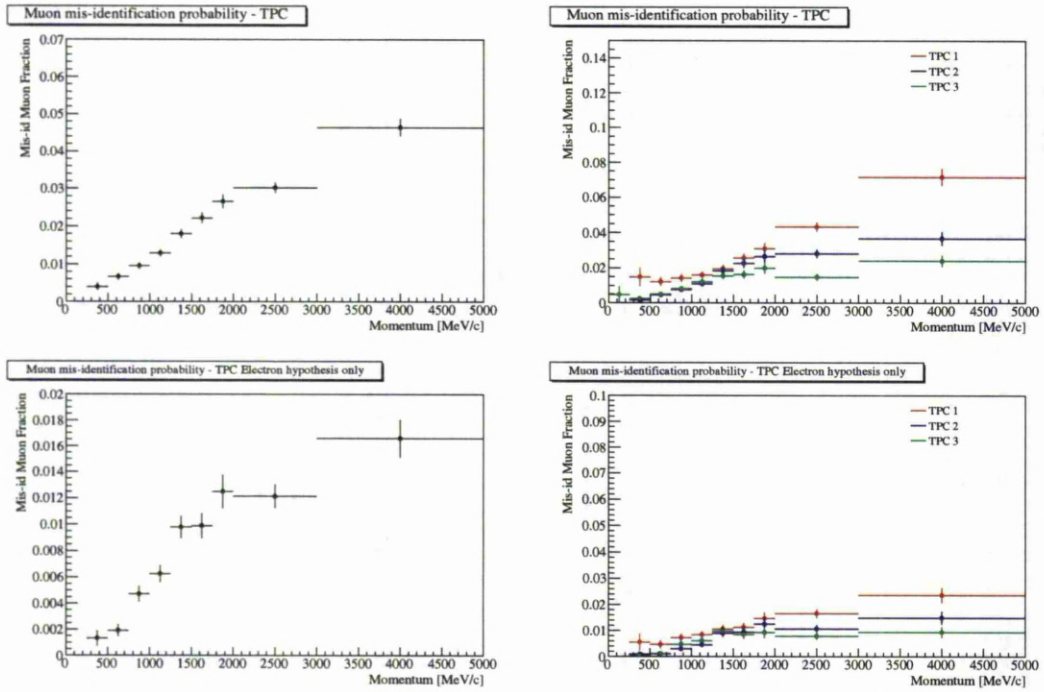 Muon mis-identification probability - TPC
Mis-id Muon Fraction
0.07
0.06
0.05
0.04
0.03
0.02
0.01
0
0 500 1000 1500 2000 2500 3000 3500 4000 4500 5000
Momentum [MeV/c]
Muon mis-identification probability - TPC
Mis-id Muon Fraction
0.14
0.12
0.1
0.08
0.06
0.04
0.02
0
TPC 1
TPC 2
TPC 3
0 500 1000 1500 2000 2500 3000 3500 4000 4500 5000
Momentum [MeV/c]
Muon mis-identification probability - TPC Electron hypothesis only
Mis-id Muon Fraction
0.02
0.018
0.016
0.014
0.012
0.01
0.008
0.006
0.004
0.002
0
0 500 1000 1500 2000 2500 3000 3500 4000 4500 5000
Momentum [MeV/c]
Muon mis-identification probability - TPC Electron hypothesis only
Mis-id Muon Fraction
0.1
0.09
0.08
0.07
0.06
0.05
0.04
0.03
0.02
0.01
0
TPC 1
TPC 2
TPC 3
0 500 1000 1500 2000 2500 3000 3500 4000 4500 5000
Momentum [MeV/c]